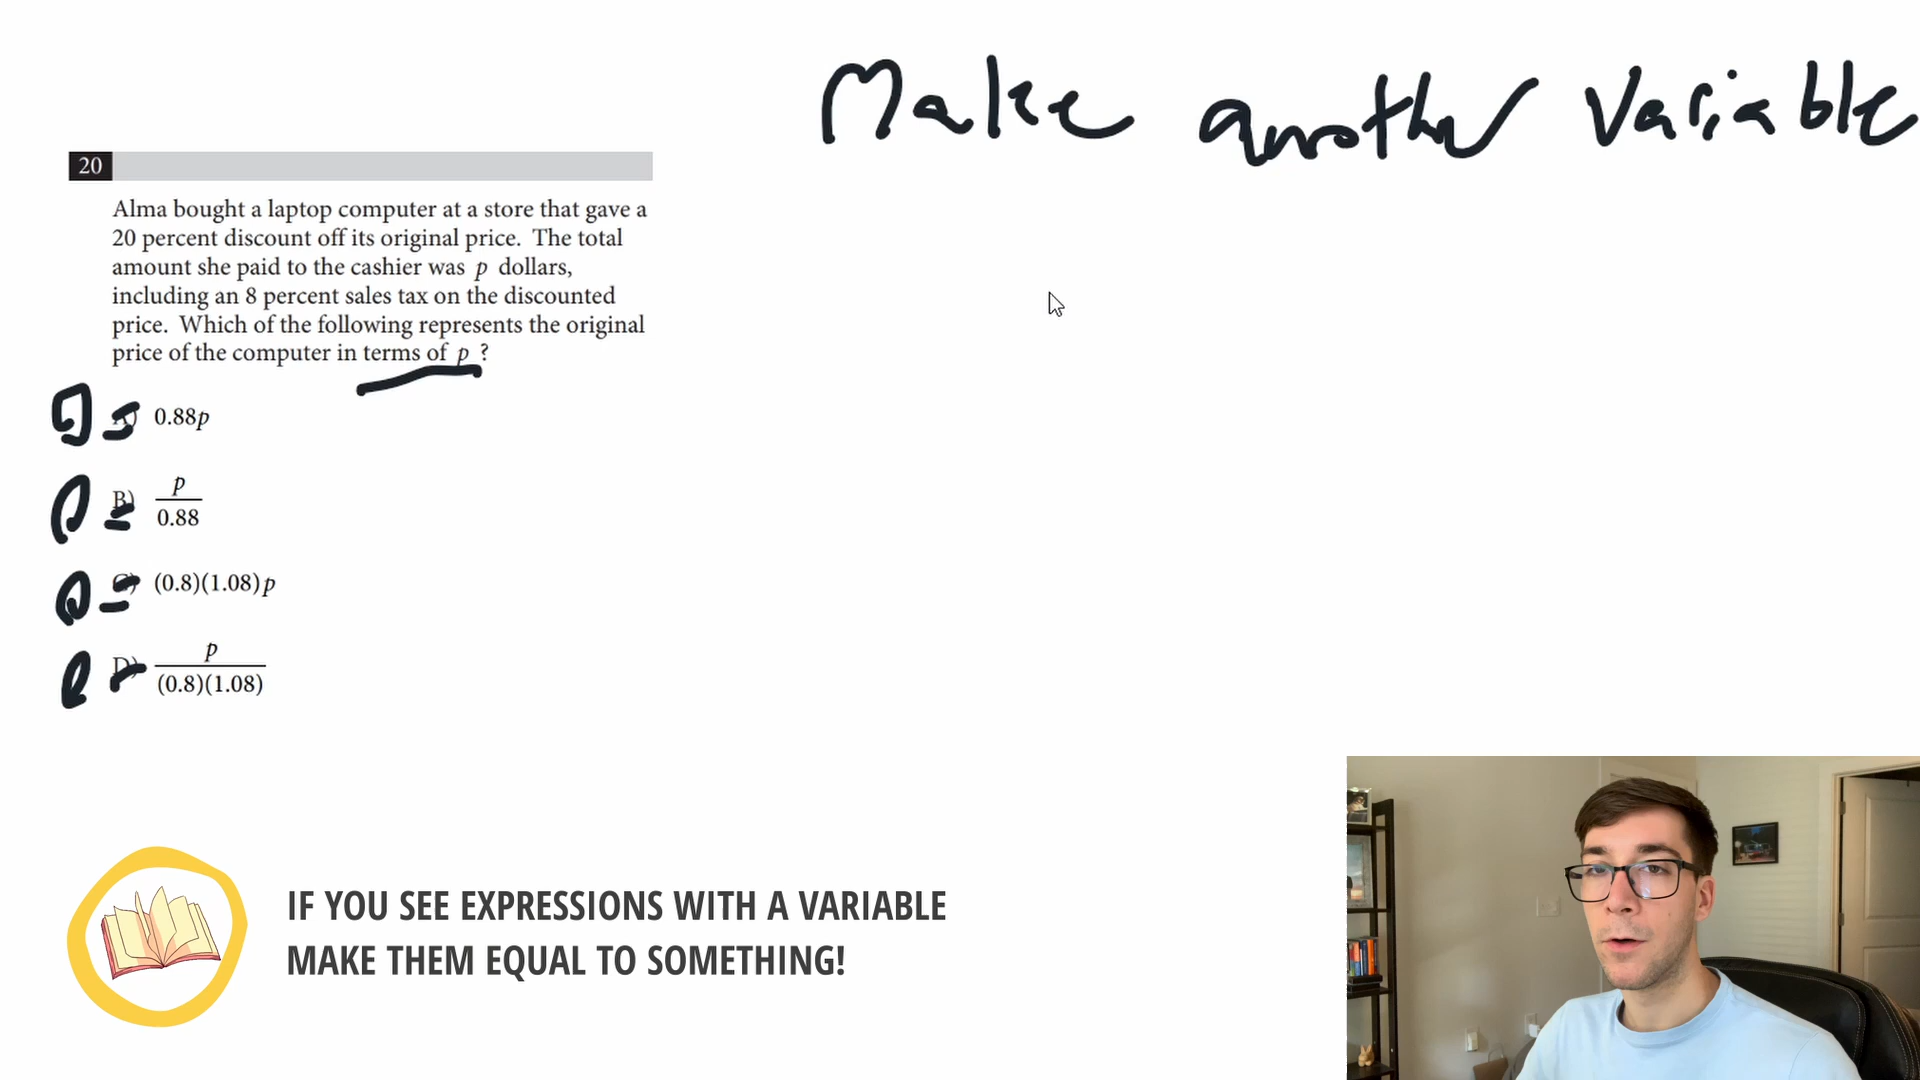 Make another Variable
20
Alma bought a laptop computer at a store that gave a
20 percent discount off its original price. The total
amount she paid to the cashier was p dollars,
including an 8 percent sales tax on the discounted
price. Which of the following represents the original
price of the computer in terms of p ?
0.88p
B) p
0.88
(0.8)(1.08)p
D) p
(0.8)(1.08)
IF YOU SEE EXPRESSIONS WITH A VARIABLE
MAKE THEM EQUAL TO SOMETHING!